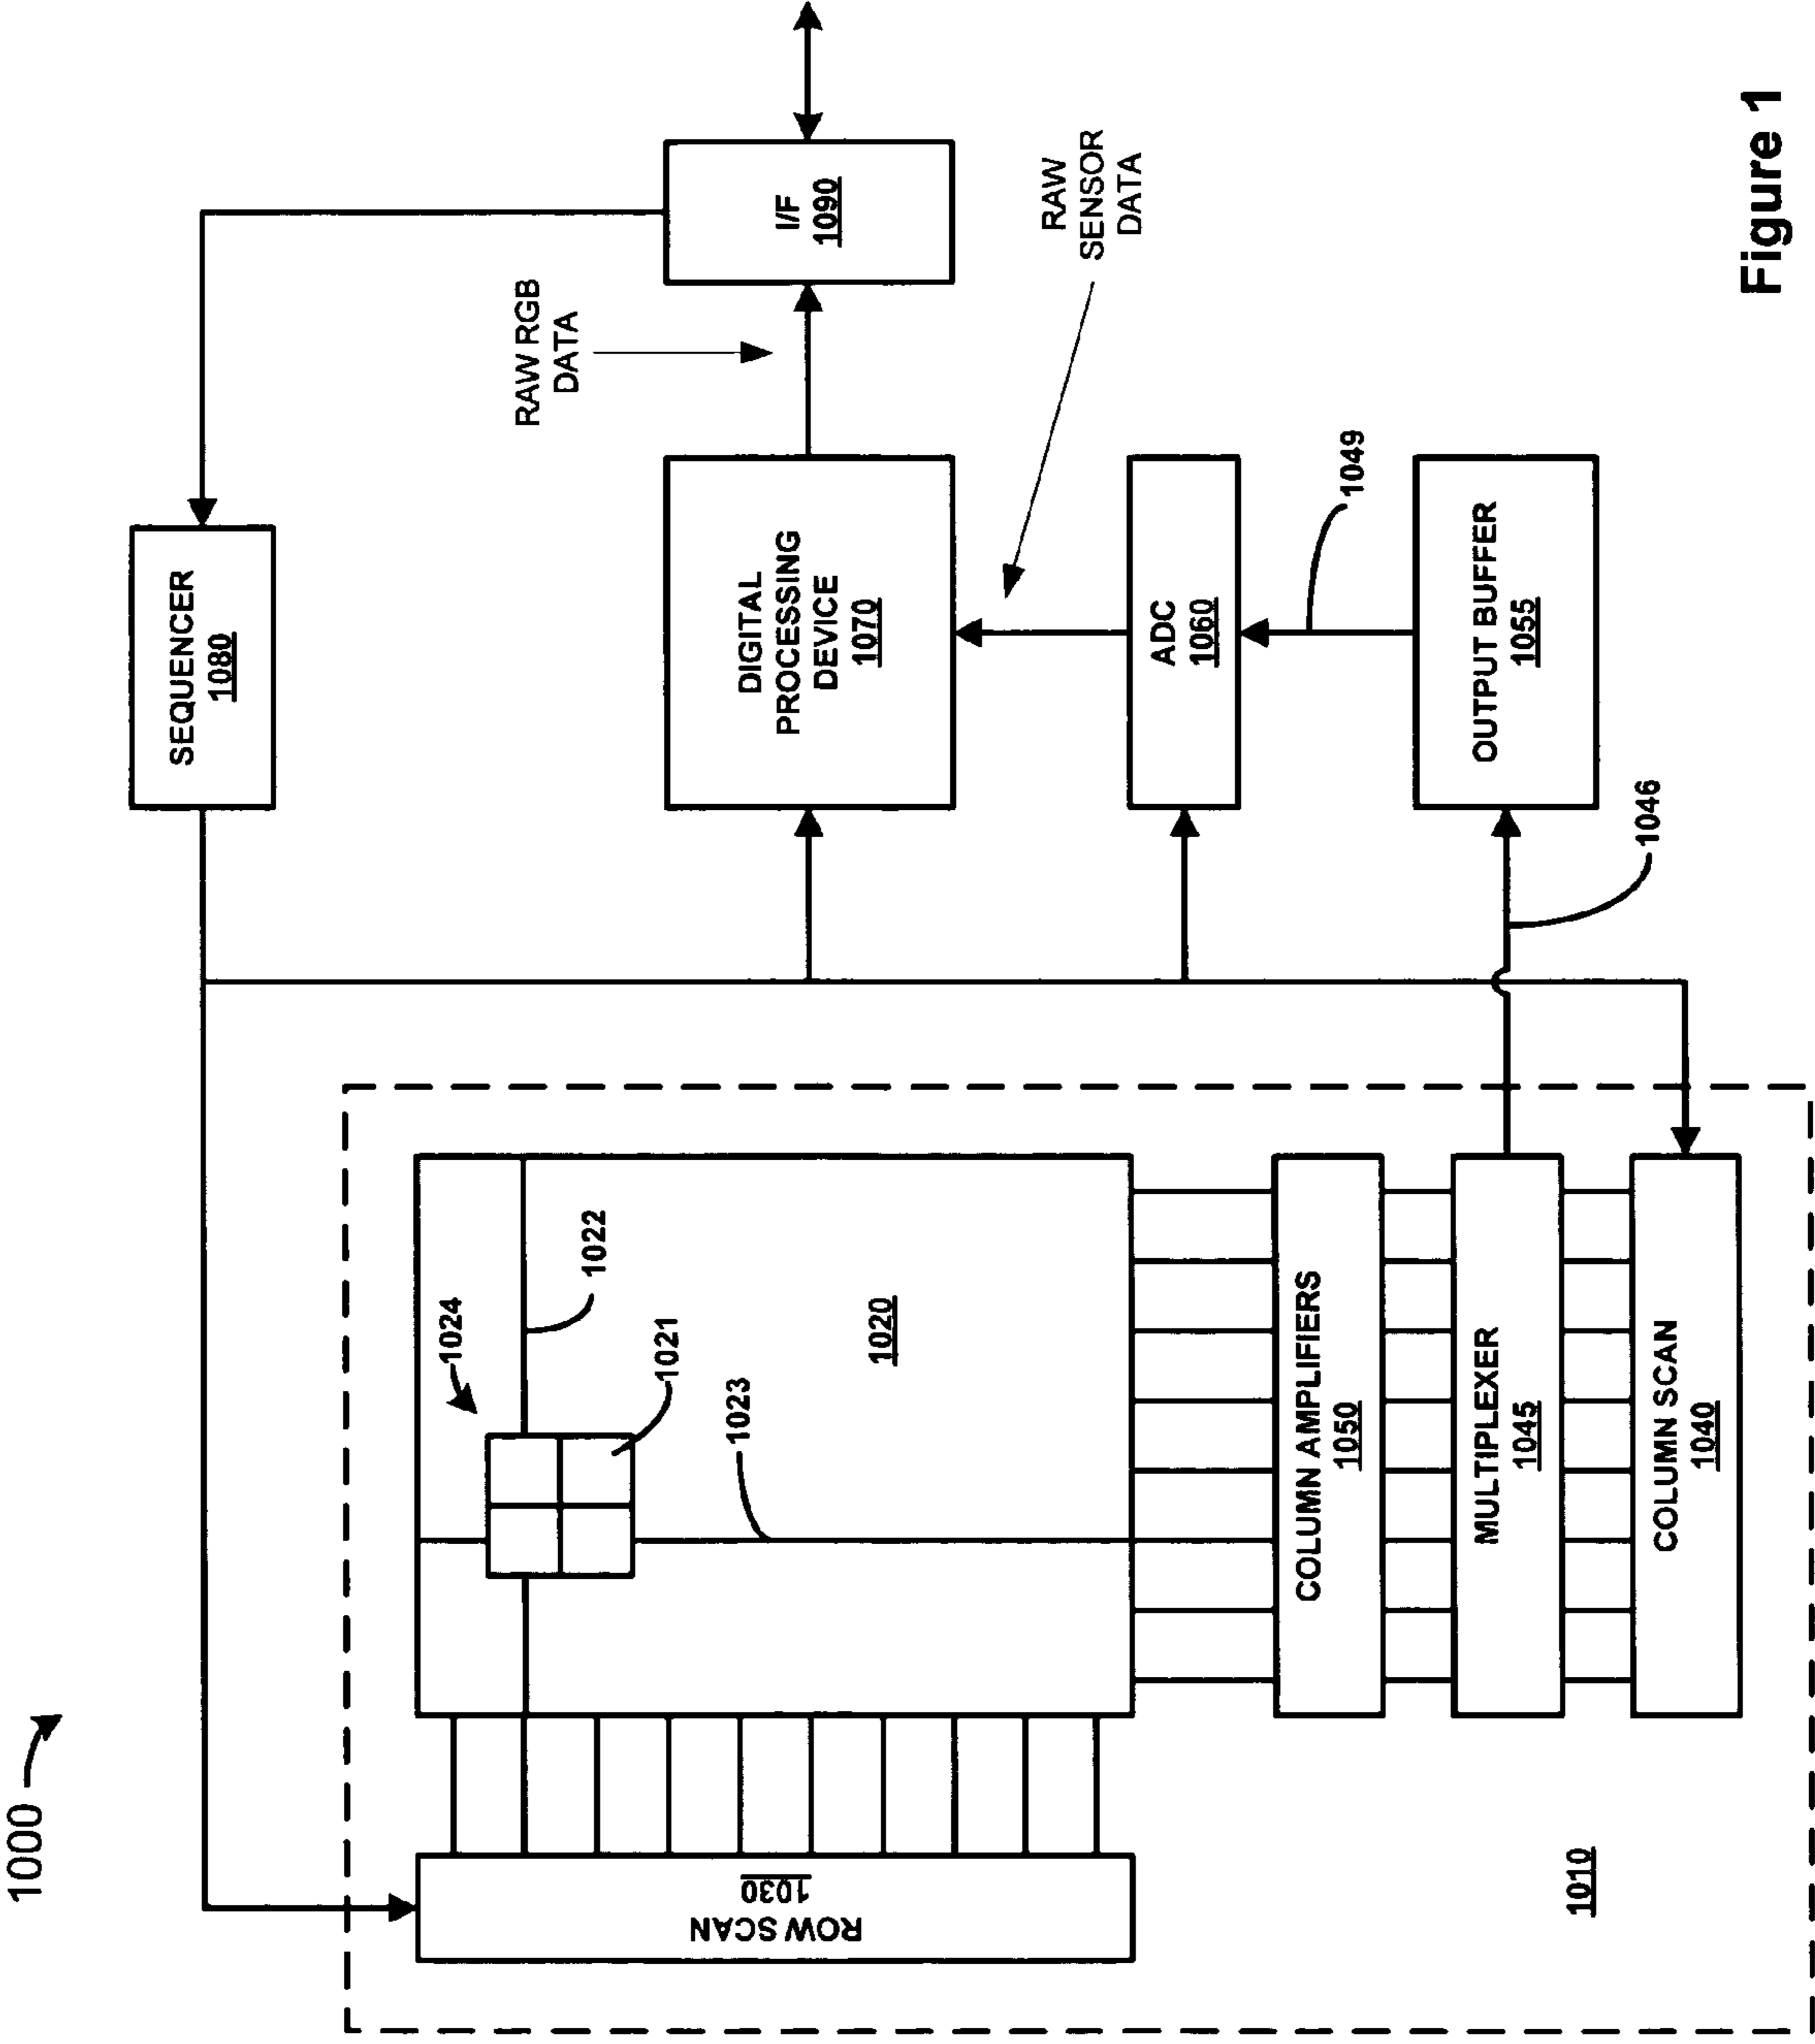 1000
SEQUENCER
1080
I/F
1090
RAW RGB
DATA
DIGITAL
PROCESSING
DEVICE
1070
RAW
SENSOR
DATA
ADC
1060
1049
OUTPUT BUFFER
1055
1046
ROW SCAN
1030
1024
1022
1021
1023
1020
COLUMN AMPLIFIERS
1050
MULTIPLEXER
1045
COLUMN SCAN
1040
1010
Figure 1